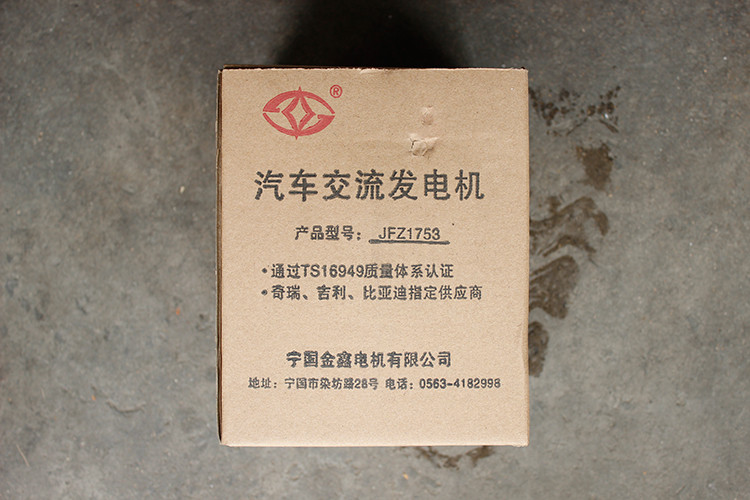 ®
汽车交流发电机
产品型号：JFZ1753
•通过TS16949质量体系认证
•奇瑞、吉利、比亚迪指定供应商
宁国金鑫电机有限公司
地址：宁国市染坊路28号 电话：0563-4182998